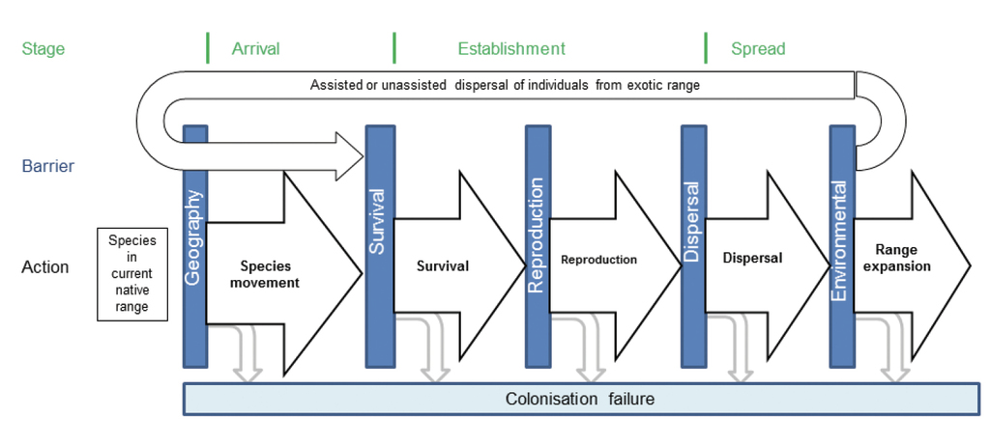 Stage
Arrival
Establishment
Spread
Assisted or unassisted dispersal of individuals from exotic range
Barrier
Geography
Survival
Reproduction
Dispersal
Environmental
Action
Species
in
current
native
range
Species
movement
Survival
Reproduction
Dispersal
Range
expansion
Colonisation failure